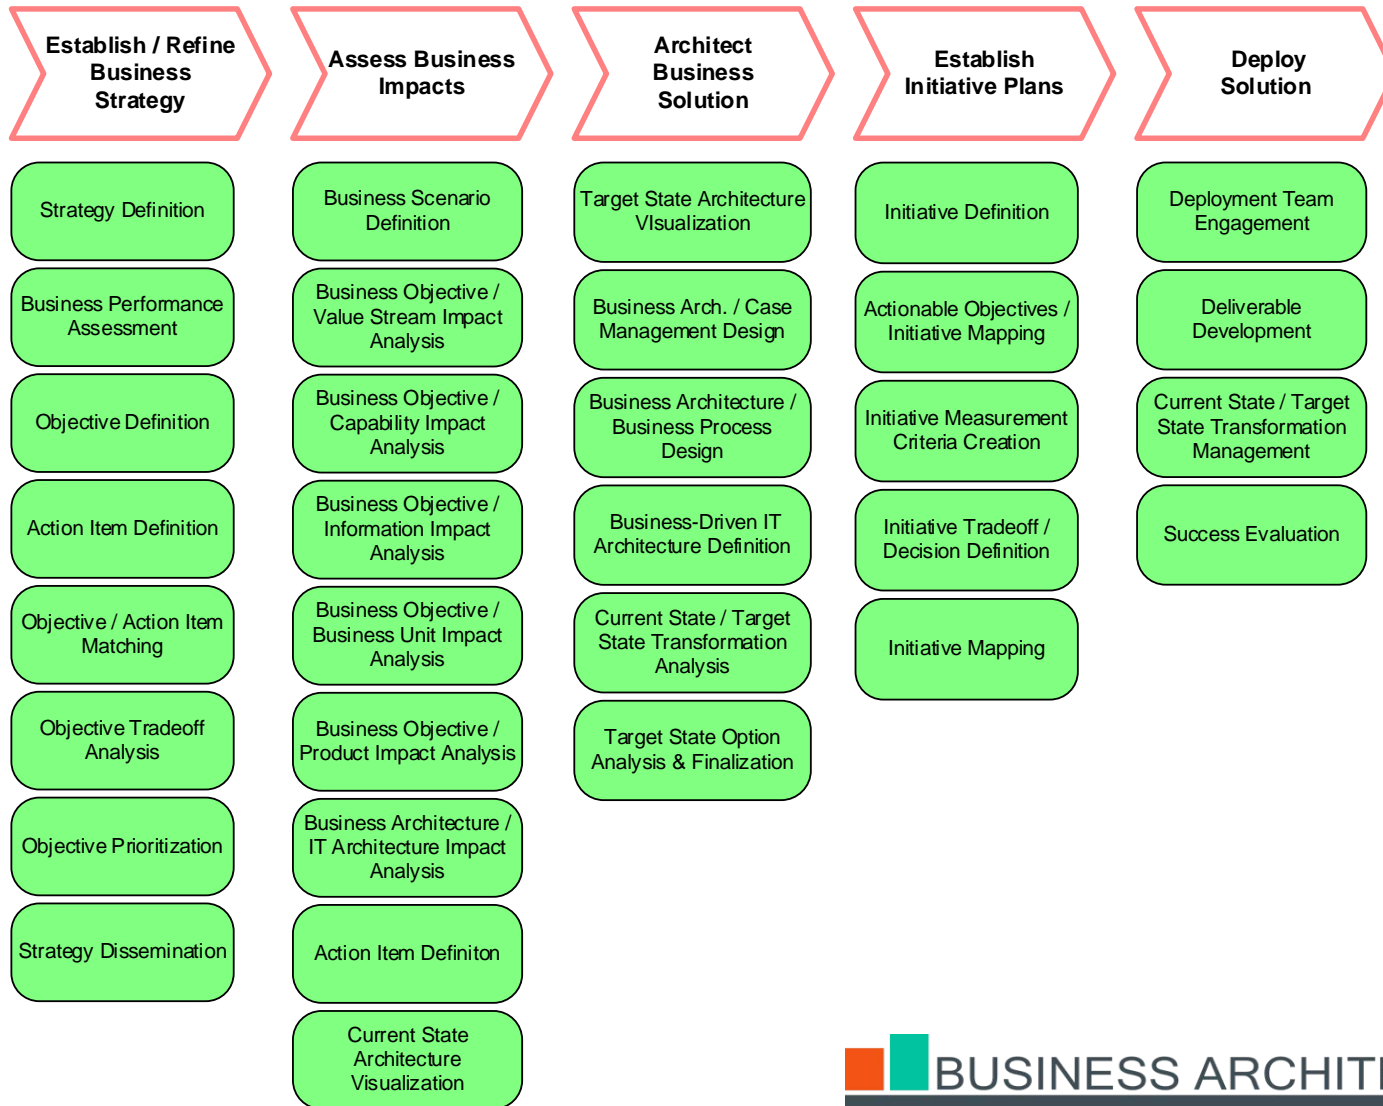 Establish / Refine
Business
Strategy
Assess Business
Impacts
Architect
Business
Solution
Establish
Initiative Plans
Deploy
Solution
Strategy Definition
Business Performance
Assessment
Objective Definition
Action Item Definition
Objective / Action Item
Matching
Objective Tradeoff
Analysis
Objective Prioritization
Strategy Dissemination
Business Scenario
Definition
Business Objective /
Value Stream Impact
Analysis
Business Objective /
Capability Impact
Analysis
Business Objective /
Information Impact
Analysis
Business Objective /
Business Unit Impact
Analysis
Business Objective /
Product Impact Analysis
Business Architecture /
IT Architecture Impact
Analysis
Action Item Definiton
Current State
Architecture
Visualization
Target State Architecture
VIsualization
Business Arch. / Case
Management Design
Business Architecture /
Business Process
Design
Business-Driven IT
Architecture Definition
Current State / Target
State Transformation
Analysis
Target State Option
Analysis & Finalization
Initiative Definition
Actionable Objectives /
Initiative Mapping
Initiative Measurement
Criteria Creation
Initiative Tradeoff /
Decision Definition
Initiative Mapping
Deployment Team
Engagement
Deliverable
Development
Current State / Target
State Transformation
Management
Success Evaluation
BUSINESS ARCHIT